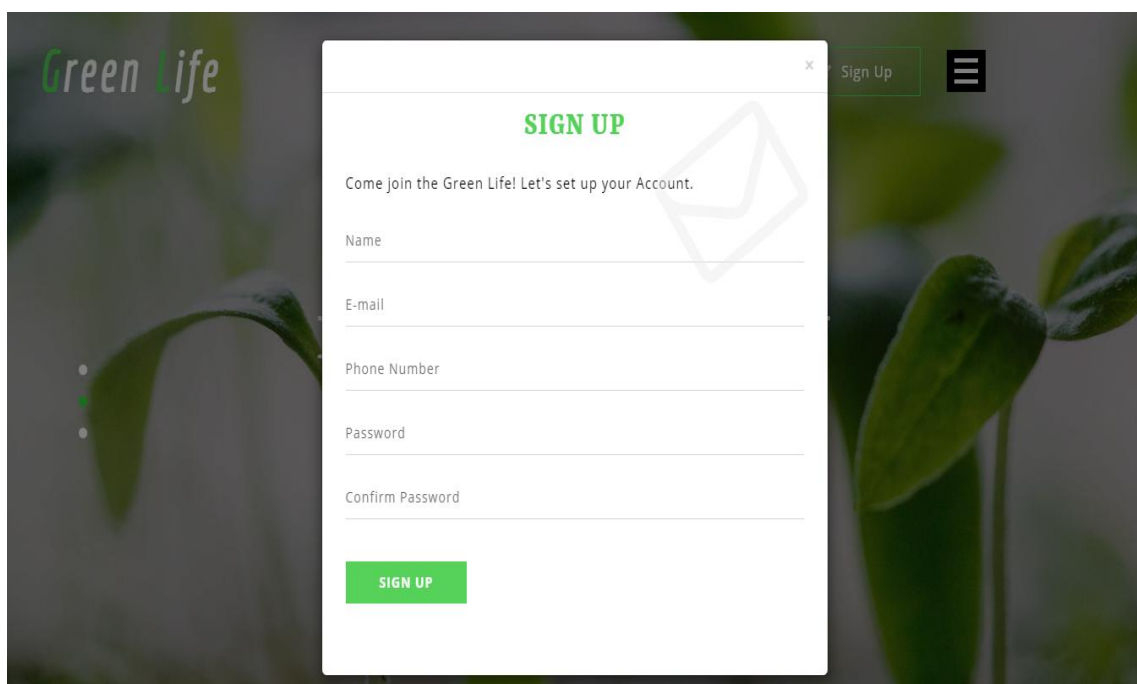 Green Life
x
Sign Up
SIGN UP
Come join the Green Life! Let's set up your Account.
Name
E-mail
Phone Number
Password
Confirm Password
SIGN UP